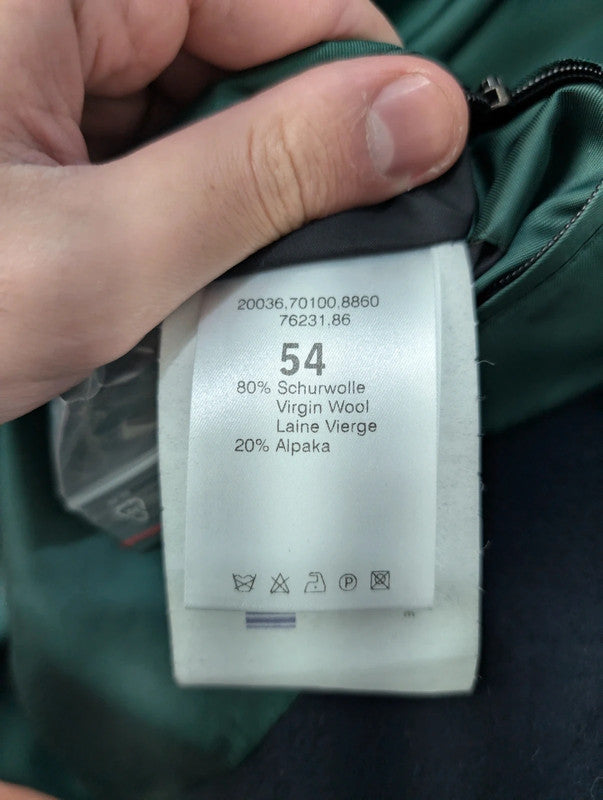 20036.70100.8860
76231.86
54
80% Schurwolle
Virgin Wool
Laine Vierge
20% Alpaka
P